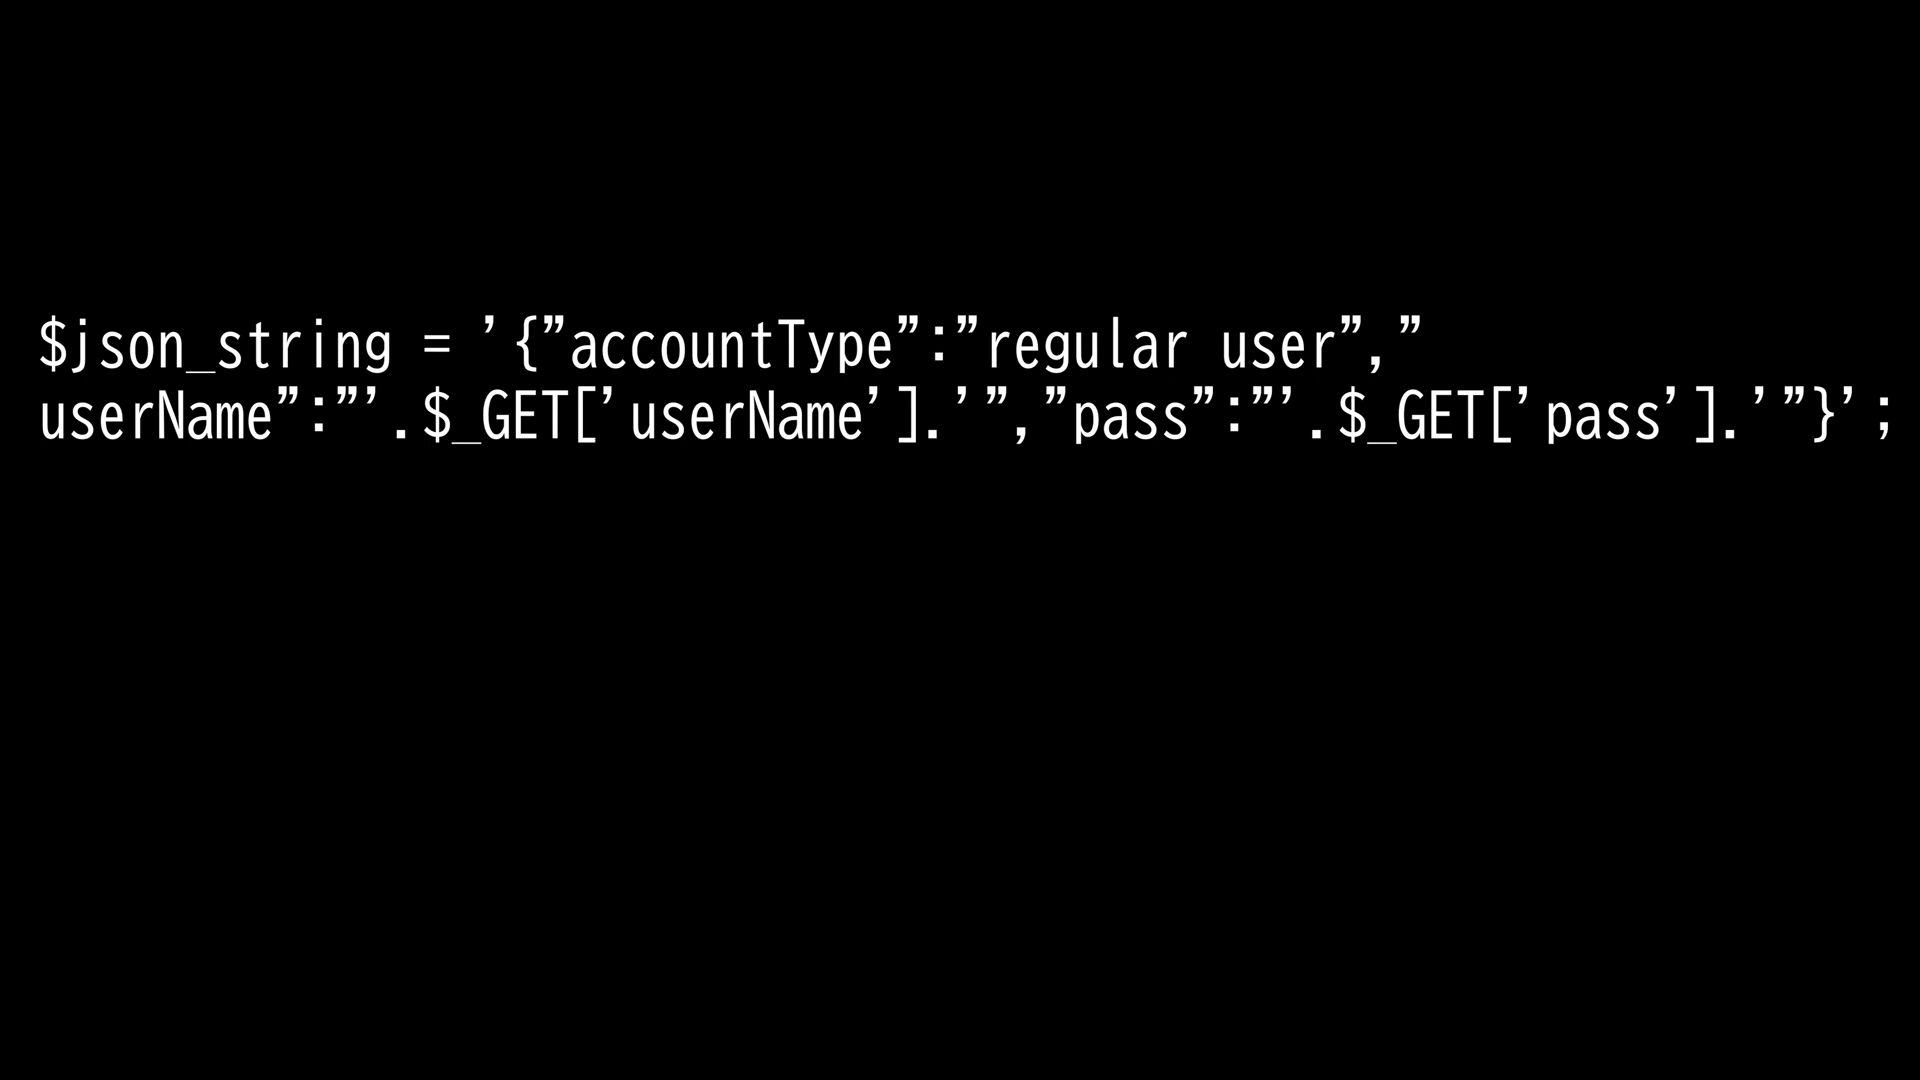 $json_string = ’{”accountType”:”regular user”,”
userName”:”’.$_GET[’userName’].’”,”pass”:”’.$_GET[’pass’].’”}’;